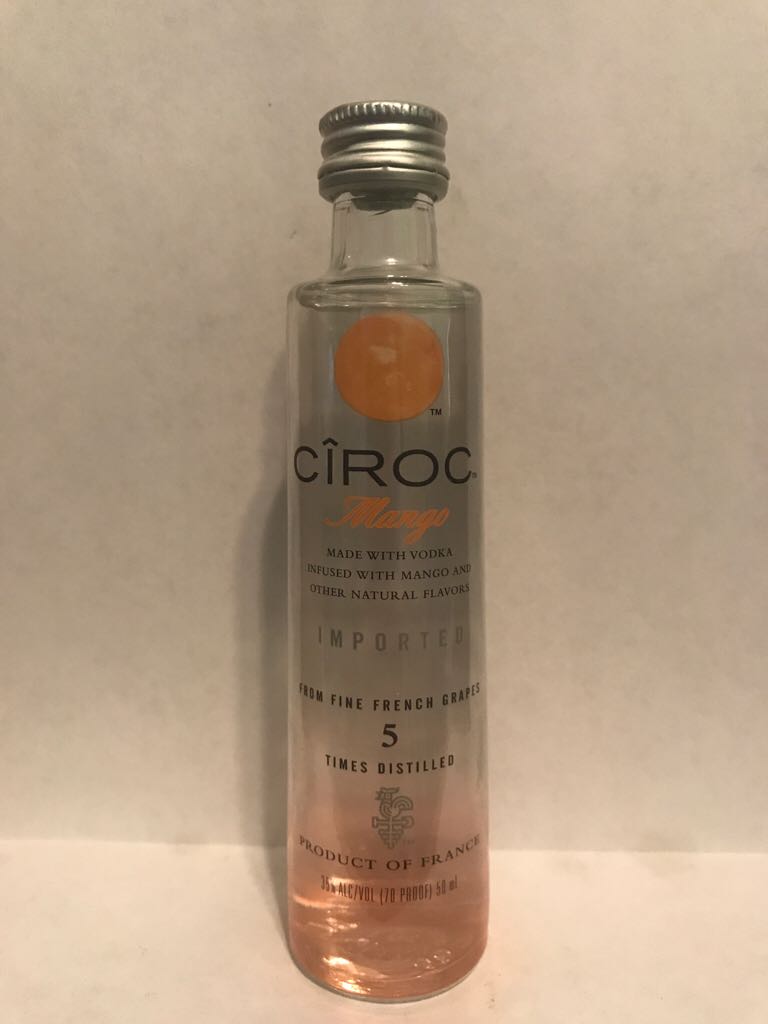 ™
CÎROC
Mango
MADE WITH VODKA
INFUSED WITH MANGO AND
OTHER NATURAL FLAVORS
IMPORTED
FROM FINE FRENCH GRAPES
5
TIMES DISTILLED
PRODUCT OF FRANCE
35% ALC/VOL (70 PROOF) 50 ml